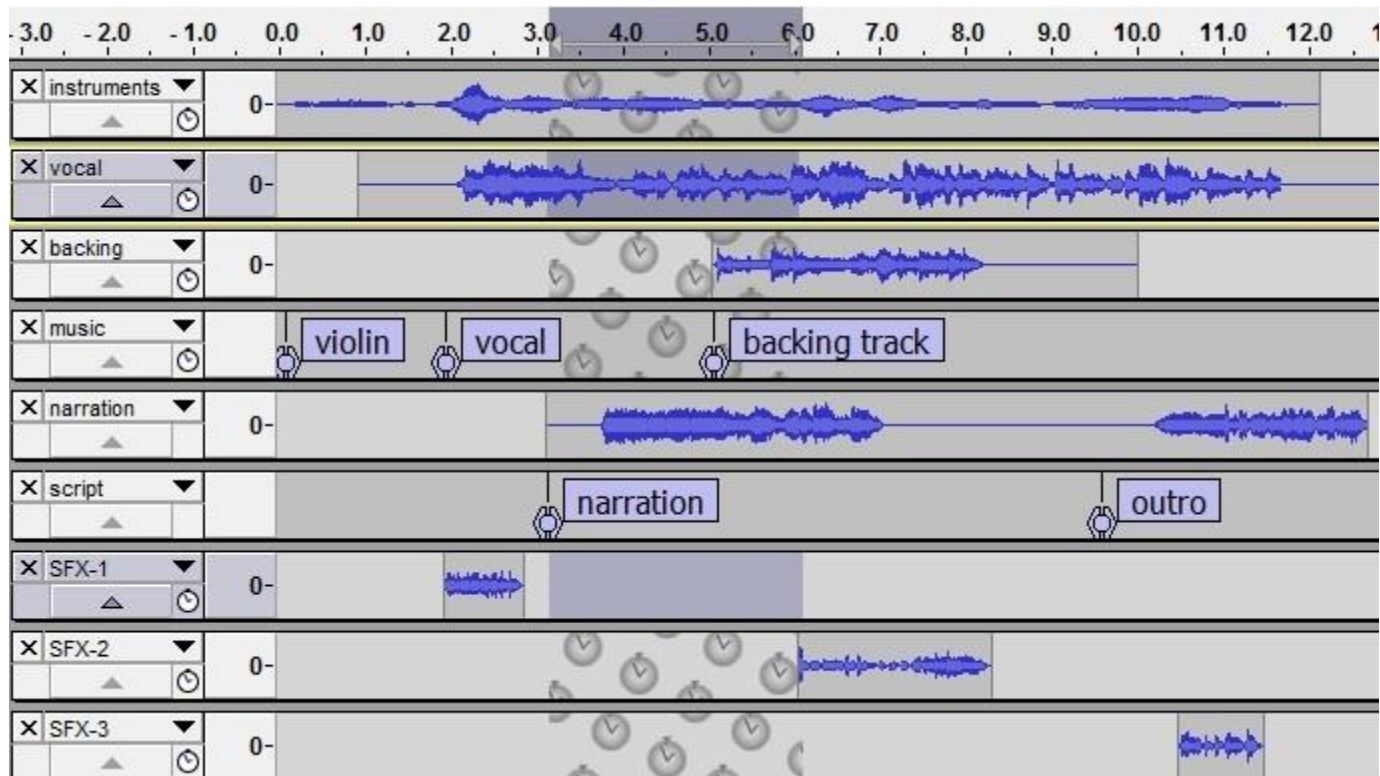 - 3.0 - 2.0 - 1.0 0.0 1.0 2.0 3.0 4.0 5.0 6.0 7.0 8.0 9.0 10.0 11.0 12.0
X instruments
0-
X vocal
0-
X backing
0-
X music
violin vocal backing track
X narration
0-
X script
narration outro
X SFX-1
0-
X SFX-2
0-
X SFX-3
0-